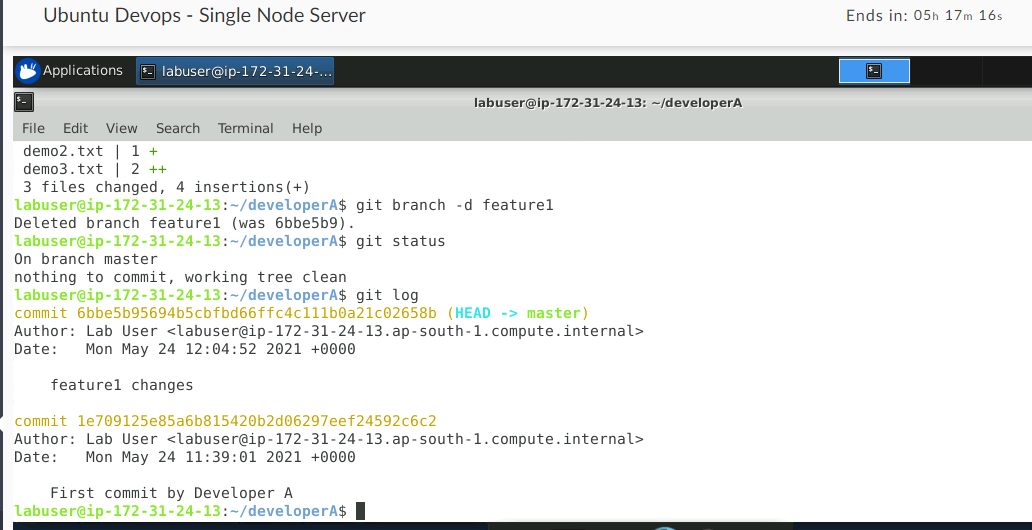 Ubuntu Devops - Single Node Server
Ends in: 05h 17m 16s
Applications
labuser@ip-172-31-24-...
labuser@ip-172-31-24-13: ~/developerA
File Edit View Search Terminal Help
demo2.txt | 1 +
demo3.txt | 2 ++
3 files changed, 4 insertions(+)
labuser@ip-172-31-24-13:~/developerA$ git branch -d feature1
Deleted branch feature1 (was 6bbe5b9).
labuser@ip-172-31-24-13:~/developerA$ git status
On branch master
nothing to commit, working tree clean
labuser@ip-172-31-24-13:~/developerA$ git log
commit 6bbe5b95694b5cbfbd66ffc4c111b0a21c02658b (HEAD -> master)
Author: Lab User <labuser@ip-172-31-24-13.ap-south-1.compute.internal>
Date:   Mon May 24 12:04:52 2021 +0000
feature1 changes
commit 1e709125e85a6b815420b2d06297eef24592c6c2
Author: Lab User <labuser@ip-172-31-24-13.ap-south-1.compute.internal>
Date:   Mon May 24 11:39:01 2021 +0000
First commit by Developer A
labuser@ip-172-31-24-13:~/developerA$